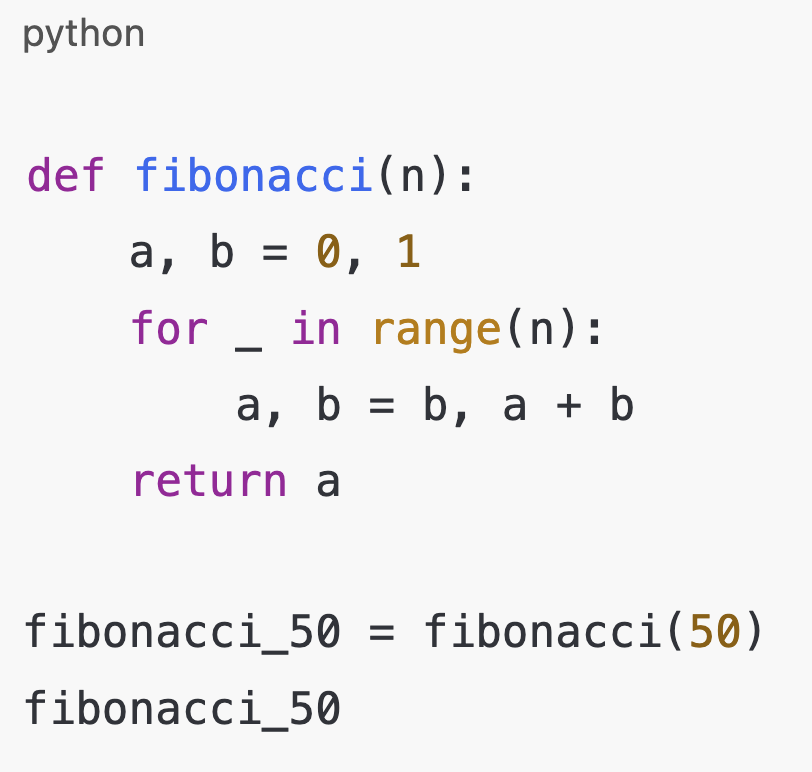 python
def fibonacci(n):
    a, b = 0, 1
    for _ in range(n):
        a, b = b, a + b
    return a
fibonacci_50 = fibonacci(50)
fibonacci_50